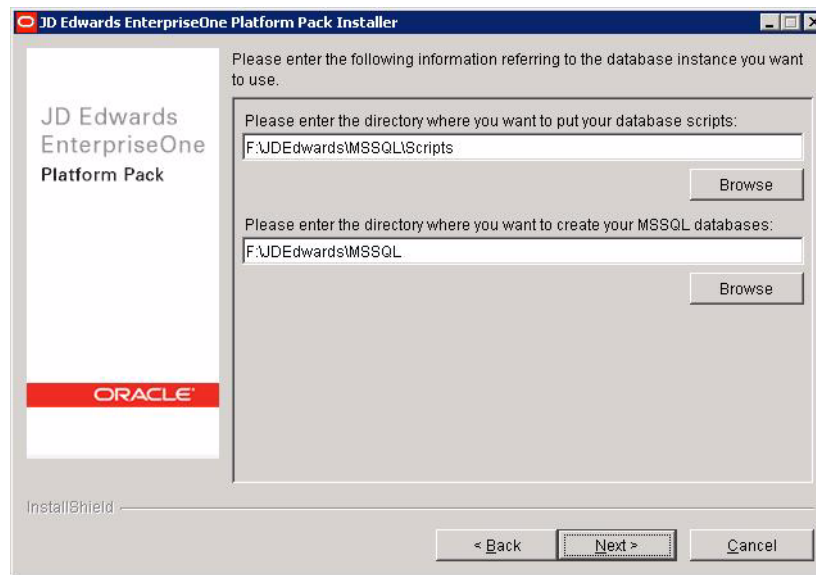 JD Edwards EnterpriseOne Platform Pack Installer
Please enter the following information referring to the database instance you want
to use.
JD Edwards
EnterpriseOne
Platform Pack
Please enter the directory where you want to put your database scripts:
F:\JDEdwards\MSSQL\Scripts
Browse
Please enter the directory where you want to create your MSSQL databases:
F:\JDEdwards\MSSQL
Browse
ORACLE
InstallShield
< Back
Next >
Cancel